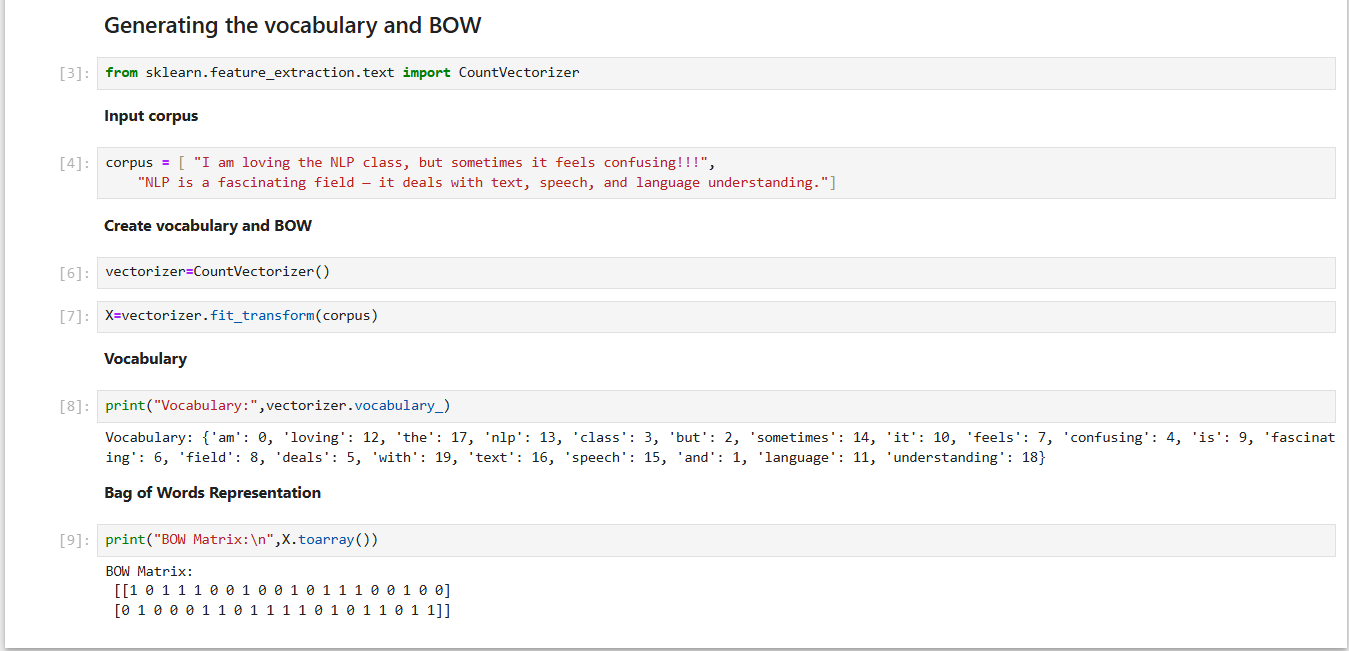 Generating the vocabulary and BOW
[3]: from sklearn.feature_extraction.text import CountVectorizer
Input corpus
[4]: corpus = [ "I am loving the NLP class, but sometimes it feels confusing!!!",
"NLP is a fascinating field — it deals with text, speech, and language understanding."]
Create vocabulary and BOW
[6]: vectorizer=CountVectorizer()
[7]: X=vectorizer.fit_transform(corpus)
Vocabulary
[8]: print("Vocabulary:",vectorizer.vocabulary_)
Vocabulary: {'am': 0, 'loving': 12, 'the': 17, 'nlp': 13, 'class': 3, 'but': 2, 'sometimes': 14, 'it': 10, 'feels': 7, 'confusing': 4, 'is': 9, 'fascinat
ing': 6, 'field': 8, 'deals': 5, 'with': 19, 'text': 16, 'speech': 15, 'and': 1, 'language': 11, 'understanding': 18}
Bag of Words Representation
[9]: print("BOW Matrix:\n",X.toarray())
BOW Matrix:
[[1 0 1 1 1 0 0 1 0 0 1 0 1 1 1 0 0 1 0 0]
[0 1 0 0 0 1 1 0 1 1 1 1 0 1 0 1 1 0 1 1]]